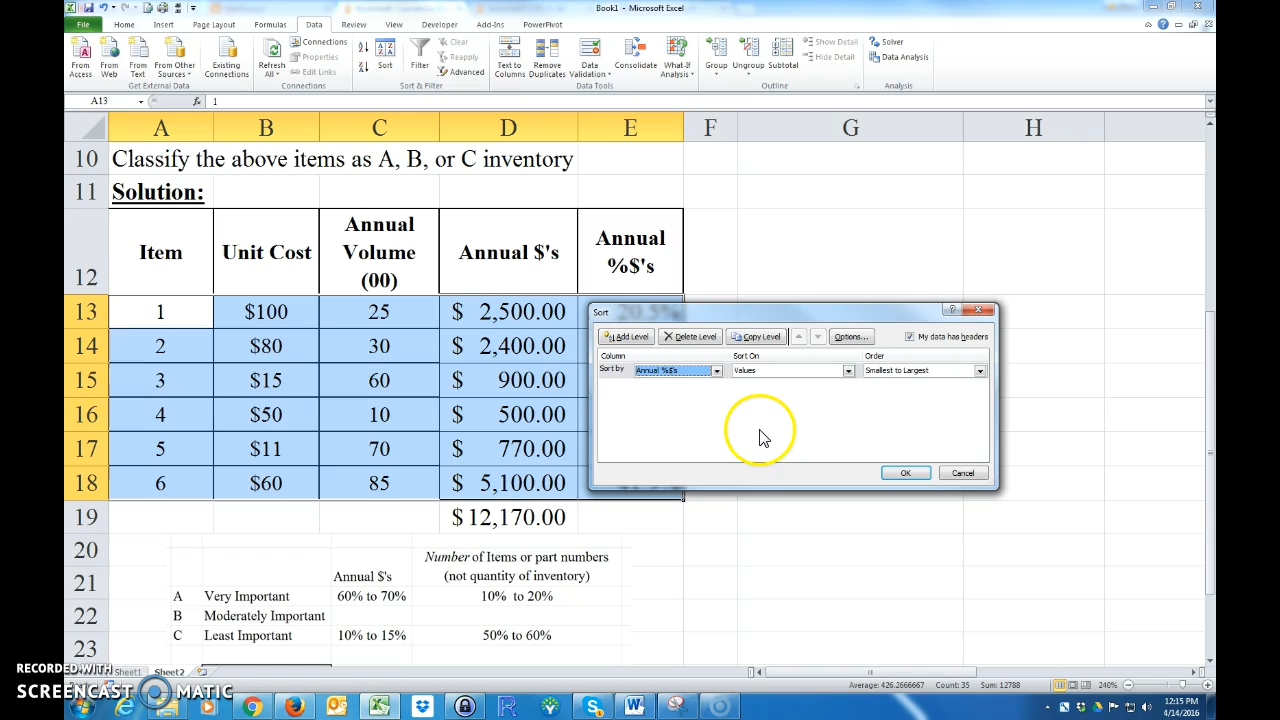 Book1 - Microsoft Excel
File Home Insert Page Layout Formulas Data Review View Developer Add-Ins PowerPivot
From Access From Web From Text From Other Sources Existing Connections Refresh All Connections Properties Edit Links Sort Filter Clear Reapply Advanced Text to Columns Remove Duplicates Data Validation Consolidate What-If Analysis Group Ungroup Subtotal Show Detail Hide Detail Solver Data Analysis
Get External Data Connections Sort & Filter Data Tools Outline Analysis
A13 fx 1
A B C D E F G H
10 Classify the above items as A, B, or C inventory
11 Solution:
12 Item Unit Cost Annual Volume (00) Annual $'s Annual %$'s
13 1 $100 25 $ 2,500.00 20.5%
14 2 $80 30 $ 2,400.00
15 3 $15 60 $ 900.00
16 4 $50 10 $ 500.00
17 5 $11 70 $ 770.00
18 6 $60 85 $ 5,100.00
19 $12,170.00
Sort
Add Level Delete Level Copy Level Options... My data has headers
Column Sort On Order
Sort by Annual %$'s Values Smallest to Largest
OK Cancel
20 Number of Items or part numbers
21 Annual $'s (not quantity of inventory)
A Very Important 60% to 70% 10% to 20%
22 B Moderately Important
23 C Least Important 10% to 15% 50% to 60%
Sheet1 Sheet2
Average: 426.2666667 Count: 35 Sum: 12788 240%
RECORDED WITH
SCREENCAST MATIC
12:15 PM
4/14/2016